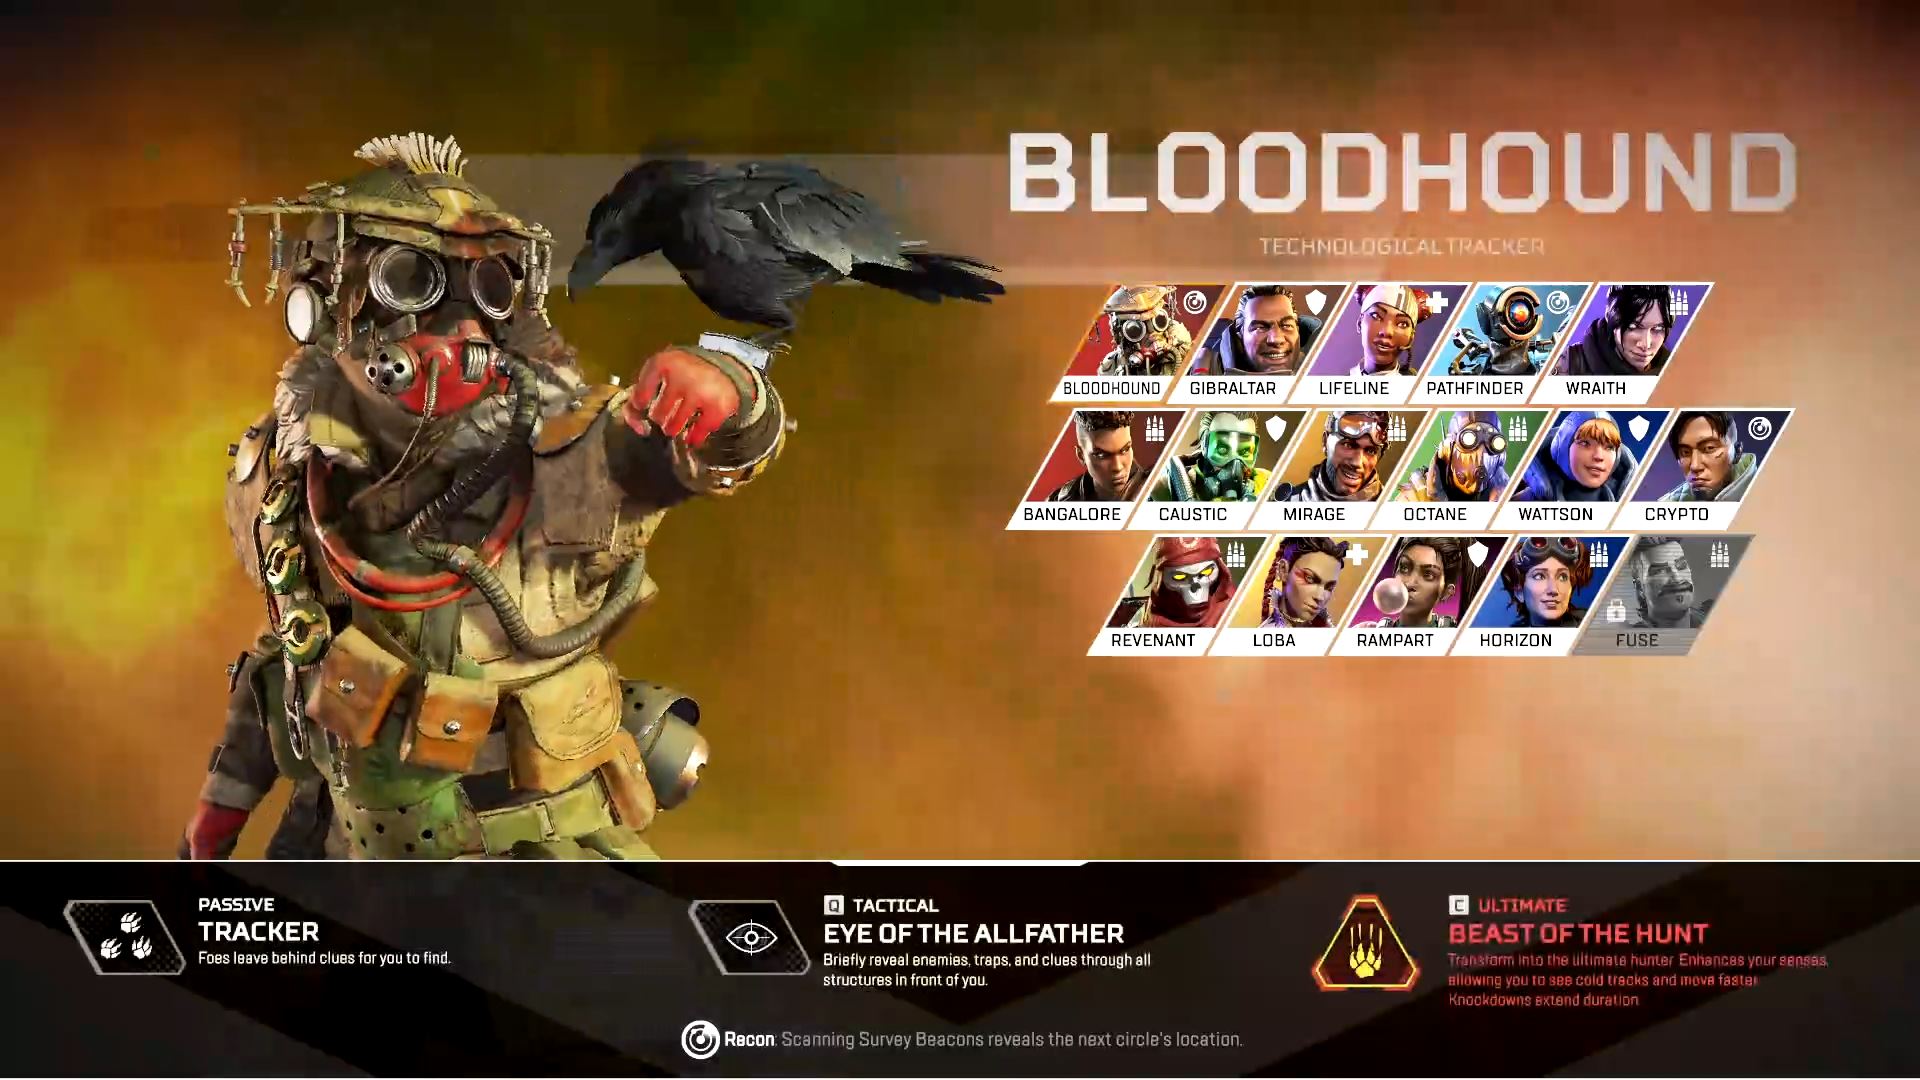 BLOODHOUND
TECHNOLOGICAL TRACKER
BLOODHOUND GIBRALTAR LIFELINE PATHFINDER WRAITH
BANGALORE CAUSTIC MIRAGE OCTANE WATTSON CRYPTO
REVENANT LOBA RAMPART HORIZON FUSE
PASSIVE
TRACKER
Foes leave behind clues for you to find.
Q TACTICAL
EYE OF THE ALLFATHER
Briefly reveal enemies, traps, and clues through all
structures in front of you.
C ULTIMATE
BEAST OF THE HUNT
Transform into the ultimate hunter. Enhances your senses,
allowing you to see cold tracks and move faster.
Knockdowns extend duration.
Recon: Scanning Survey Beacons reveals the next circle's location.